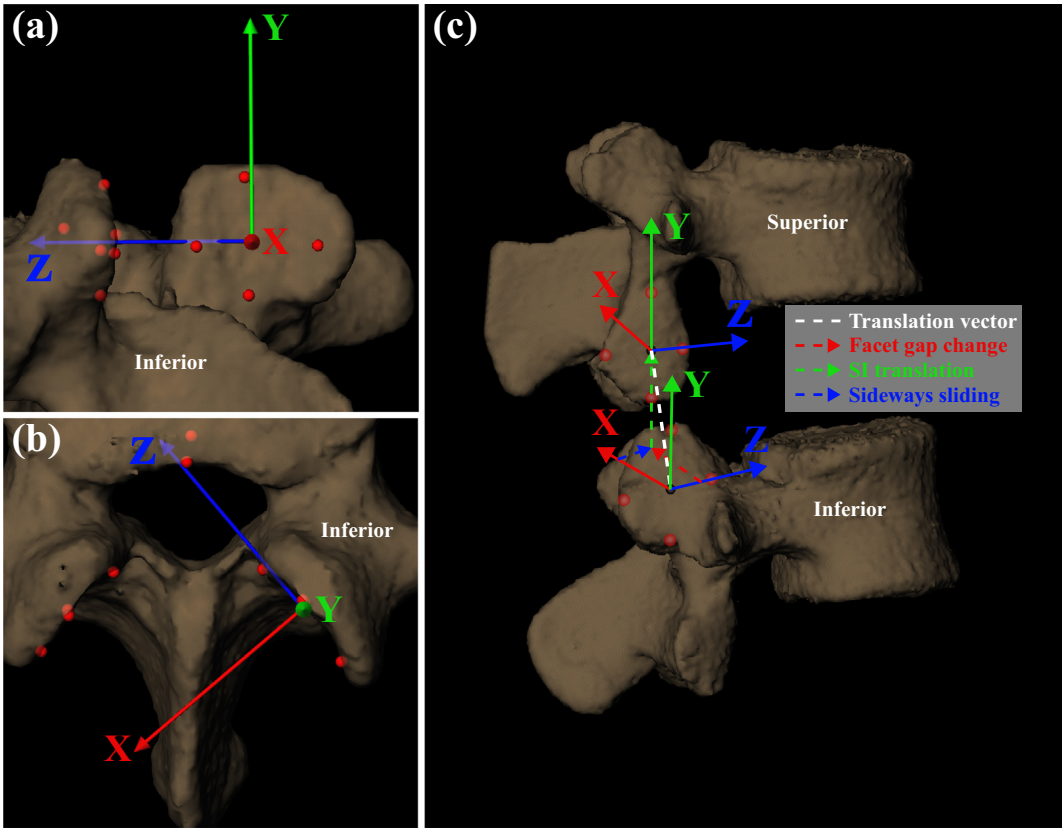 (a)
Y
X
Z
Inferior
(b)
Z
Inferior
Y
X
(c)
Superior
Y
X
Z
Translation vector
Facet gap change
SI translation
Sideways sliding
Y
X
Z
Inferior